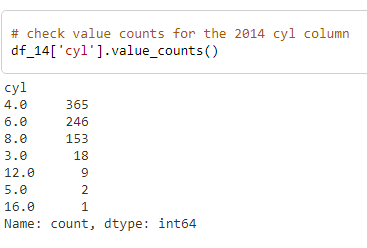 # check value counts for the 2014 cyl column
df_14['cyl'].value_counts()
cyl
4.0     365
6.0     246
8.0     153
3.0      18
12.0      9
5.0       2
16.0      1
Name: count, dtype: int64